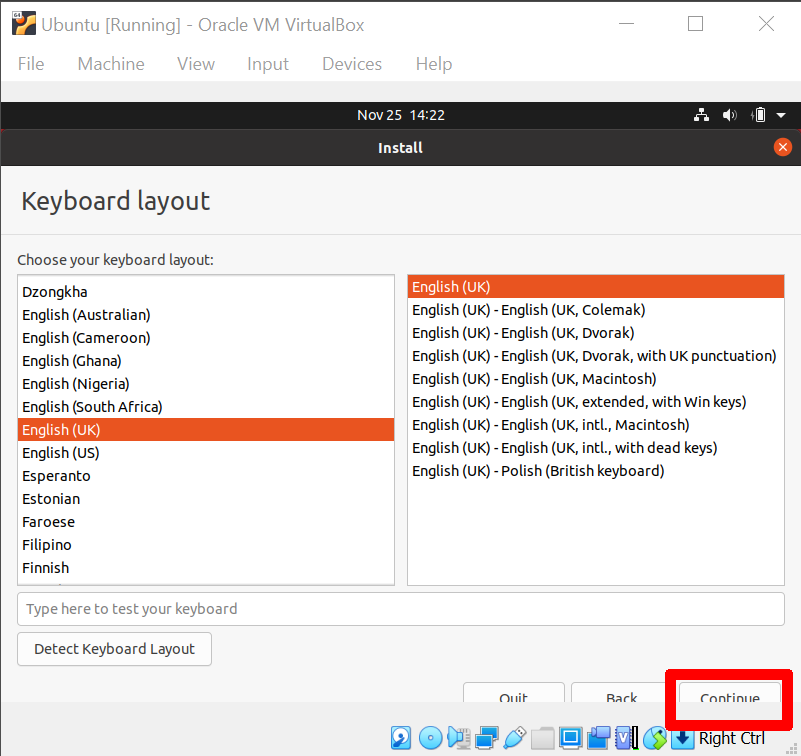 Ubuntu [Running] - Oracle VM VirtualBox
File Machine View Input Devices Help
Nov 25 14:22
Install
Keyboard layout
Choose your keyboard layout:
Dzongkha
English (Australian)
English (Cameroon)
English (Ghana)
English (Nigeria)
English (South Africa)
English (UK)
English (US)
Esperanto
Estonian
Faroese
Filipino
Finnish
English (UK)
English (UK) - English (UK, Colemak)
English (UK) - English (UK, Dvorak)
English (UK) - English (UK, Dvorak, with UK punctuation)
English (UK) - English (UK, Macintosh)
English (UK) - English (UK, extended, with Win keys)
English (UK) - English (UK, intl., Macintosh)
English (UK) - English (UK, intl., with dead keys)
English (UK) - Polish (British keyboard)
Type here to test your keyboard
Detect Keyboard Layout
Quit Back Continue
Right Ctrl